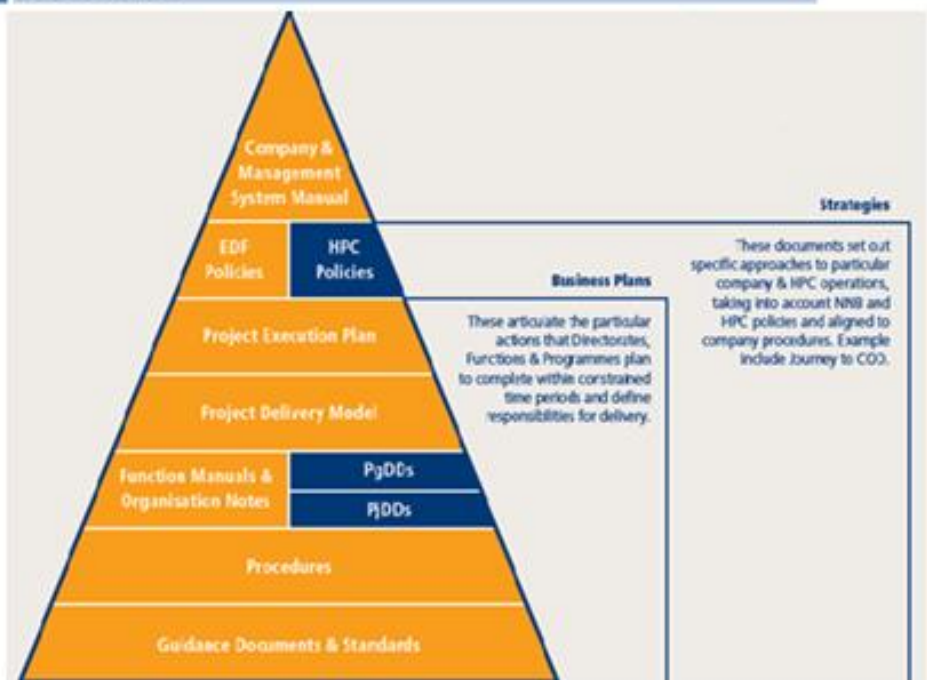 Company &
Management
System Manual
EDF
Policies
HPC
Policies
Project Execution Plan
Project Delivery Model
Function Manuals &
Organisation Notes
PgDDs
PjDDs
Procedures
Guidance Documents & Standards
Business Plans
These articulate the particular
actions that Directorates,
Functions & Programmes plan
to complete within constrained
time periods and define
responsibilities for delivery.
Strategies
These documents set out
specific approaches to particular
company & HPC operations,
taking into account NNB and
HPC policies and aligned to
company procedures. Example
include Journey to COD.